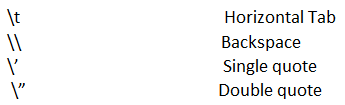 \t Horizontal Tab
\\ Backspace
\’ Single quote
\” Double quote